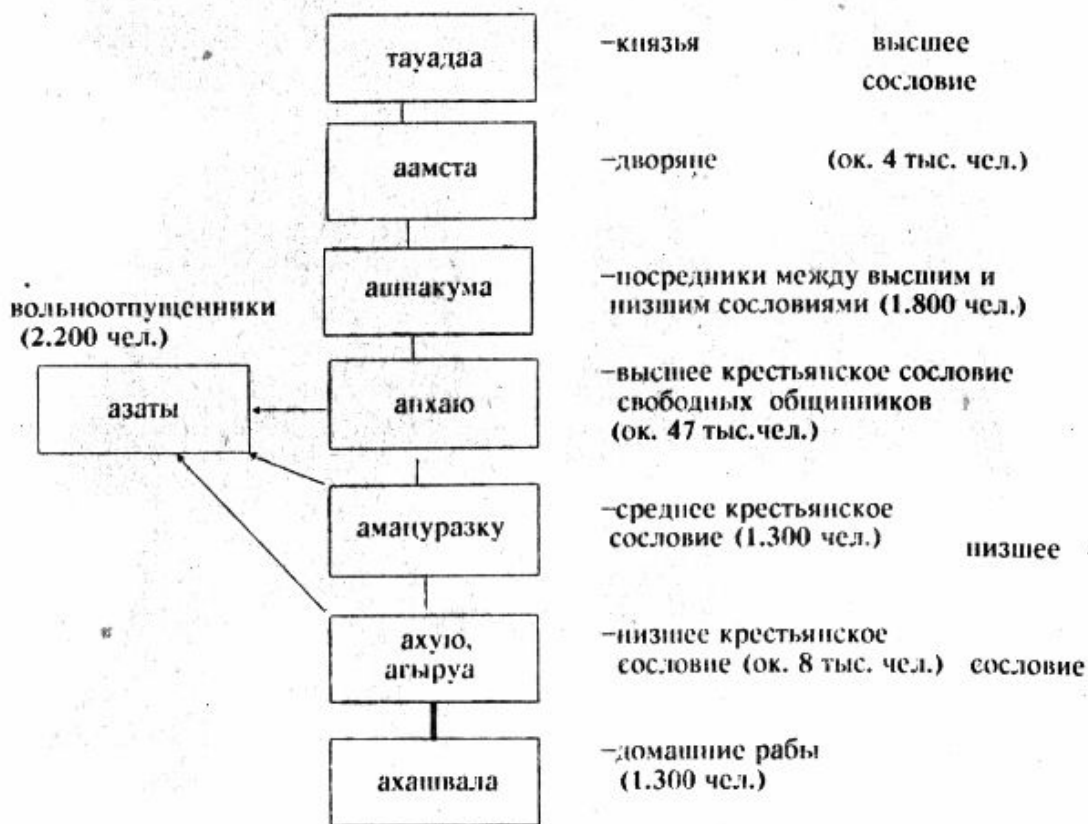 тауадаа
–князья высшее
сословие
аамста
–дворяне (ок. 4 тыс. чел.)
ашнакума
–посредники между высшим и
низшим сословиями (1.800 чел.)
вольноотпущенники
(2.200 чел.)
азаты
анхаю
–высшее крестьянское сословие
свободных общинников
(ок. 47 тыс.чел.)
амацуразку
–среднее крестьянское
сословие (1.300 чел.)
низшее
ахую,
агыруа
–низшее крестьянское
сословие (ок. 8 тыс. чел.) сословие
ахашвала
–домашние рабы
(1.300 чел.)